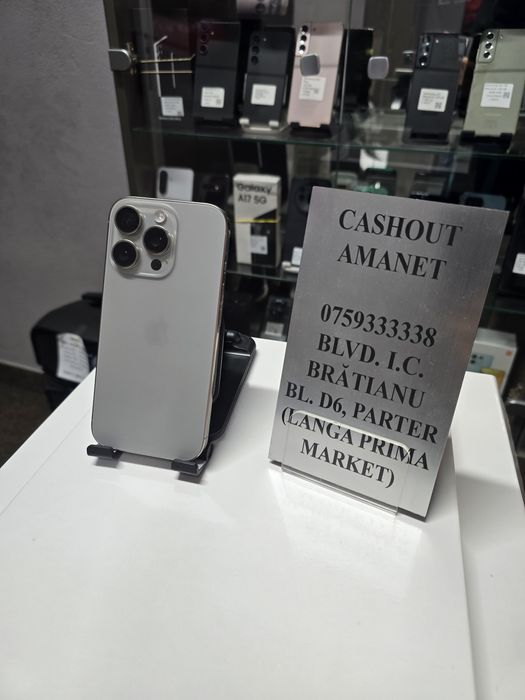 CASHOUT
AMANET
0759333338
BLVD. I.C.
BRĂTIANU
BL. D6, PARTER
(LANGA PRIMA
MARKET)
Galaxy
A17 5G